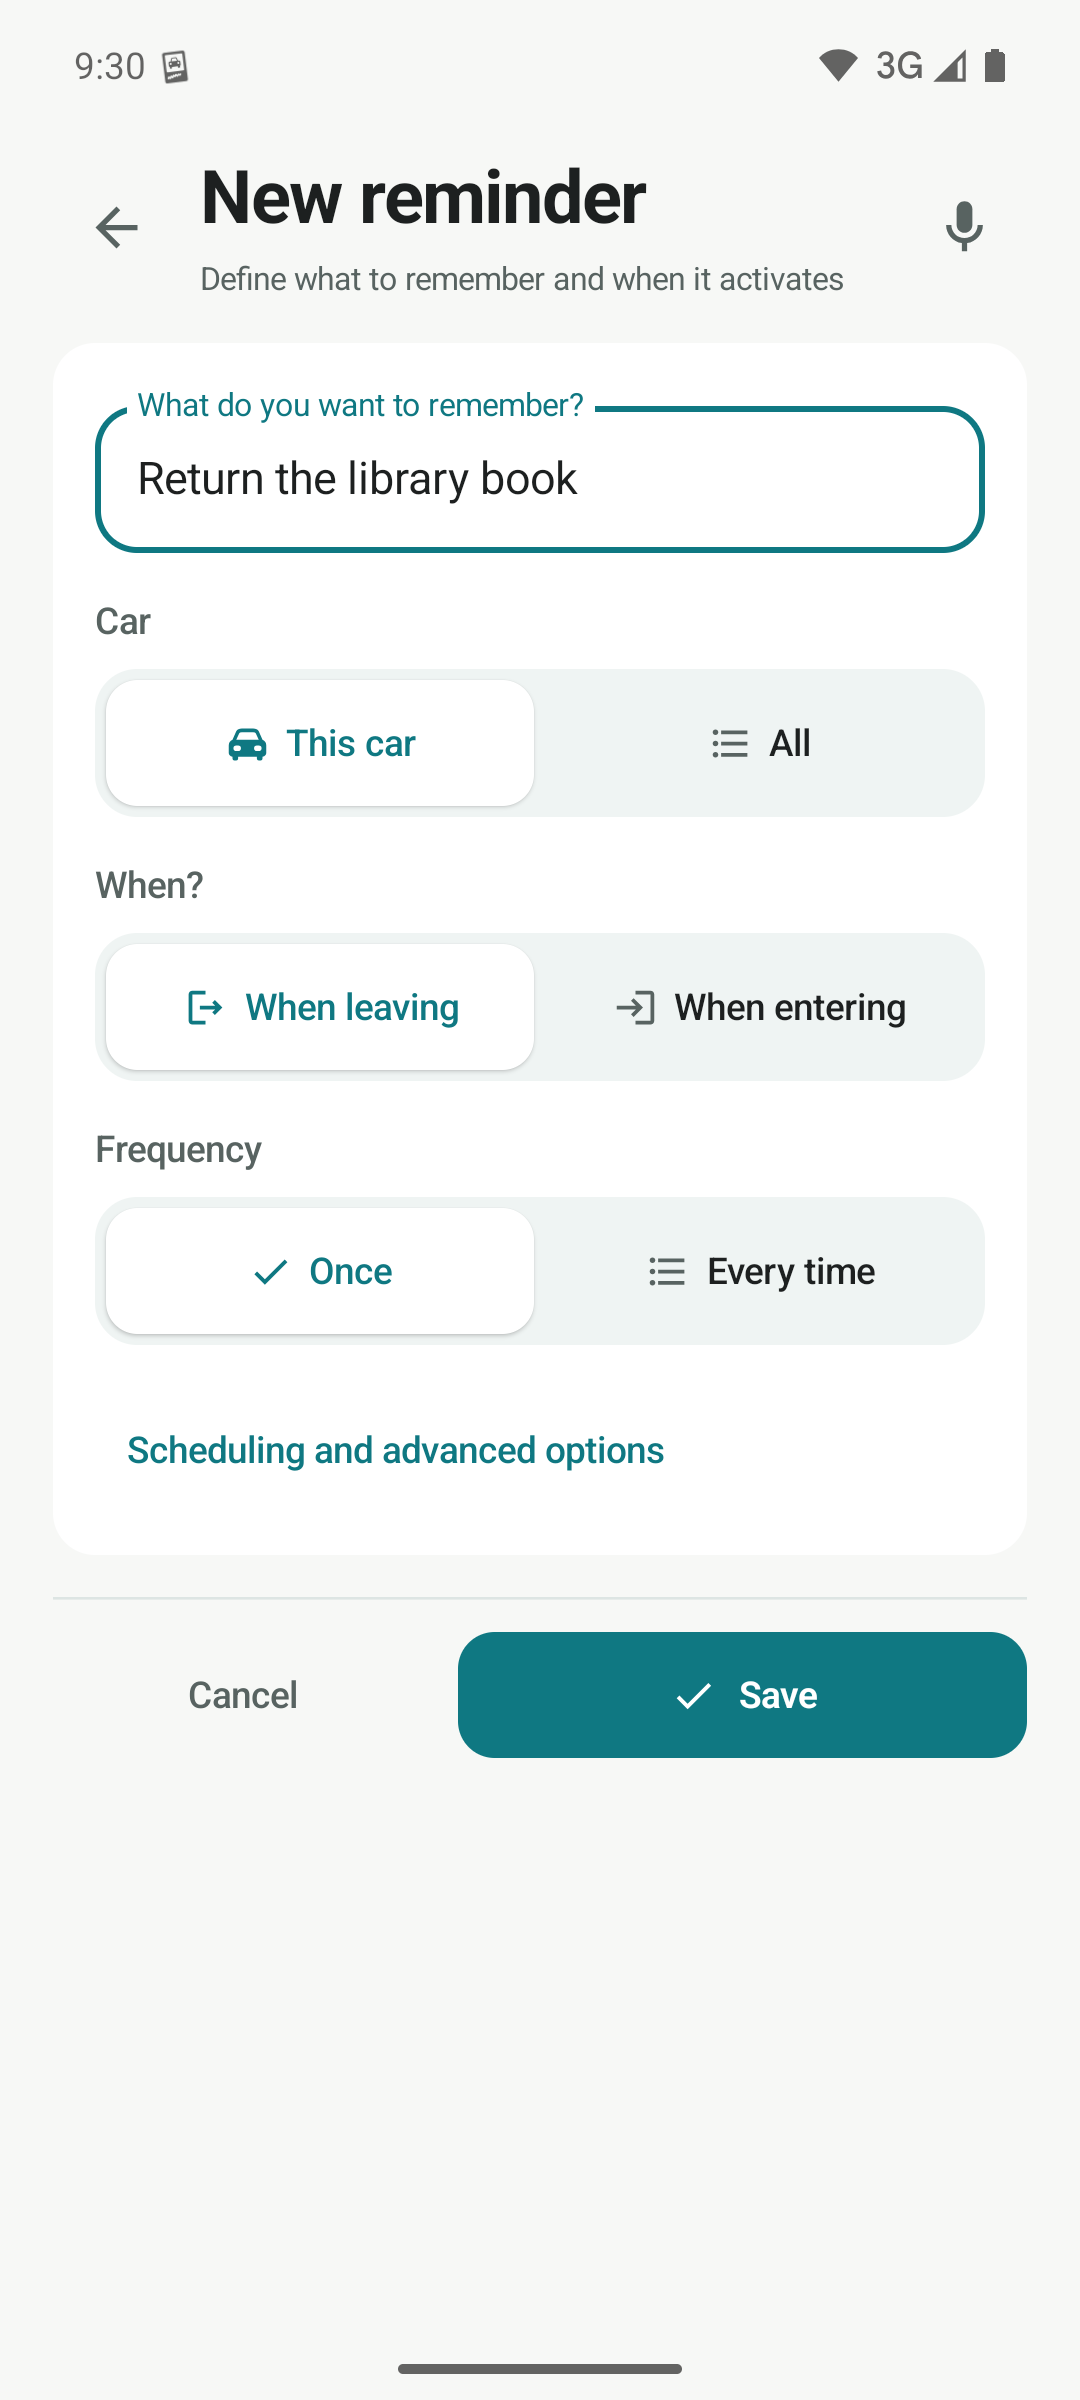 9:30
3G
New reminder
Define what to remember and when it activates
What do you want to remember?
Return the library book
Car
This car
All
When?
When leaving
When entering
Frequency
Once
Every time
Scheduling and advanced options
Cancel
Save